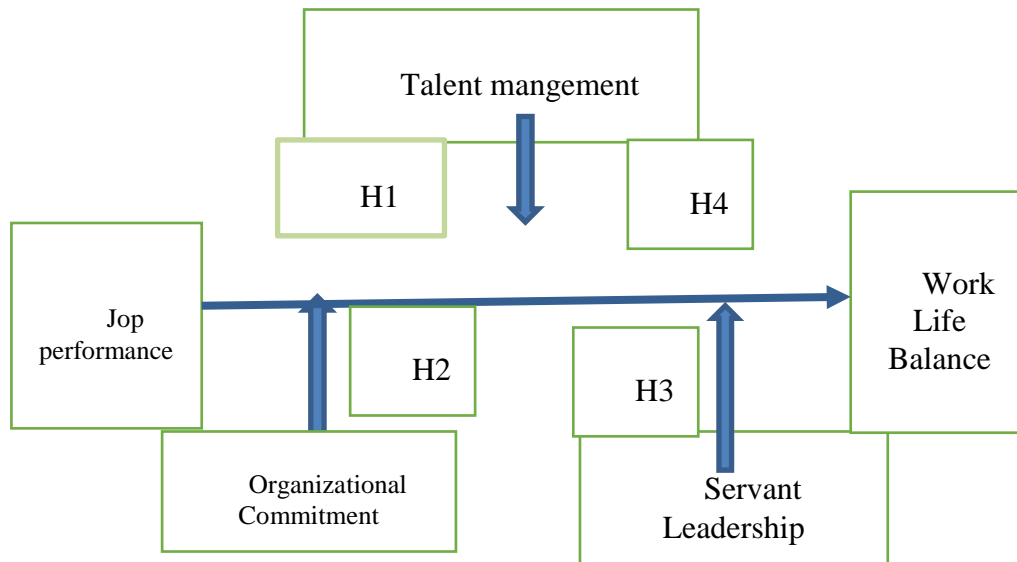 Talent mangement
H1
H4
Jop
performance
Work
Life
Balance
H2
H3
Organizational
Commitment
Servant
Leadership